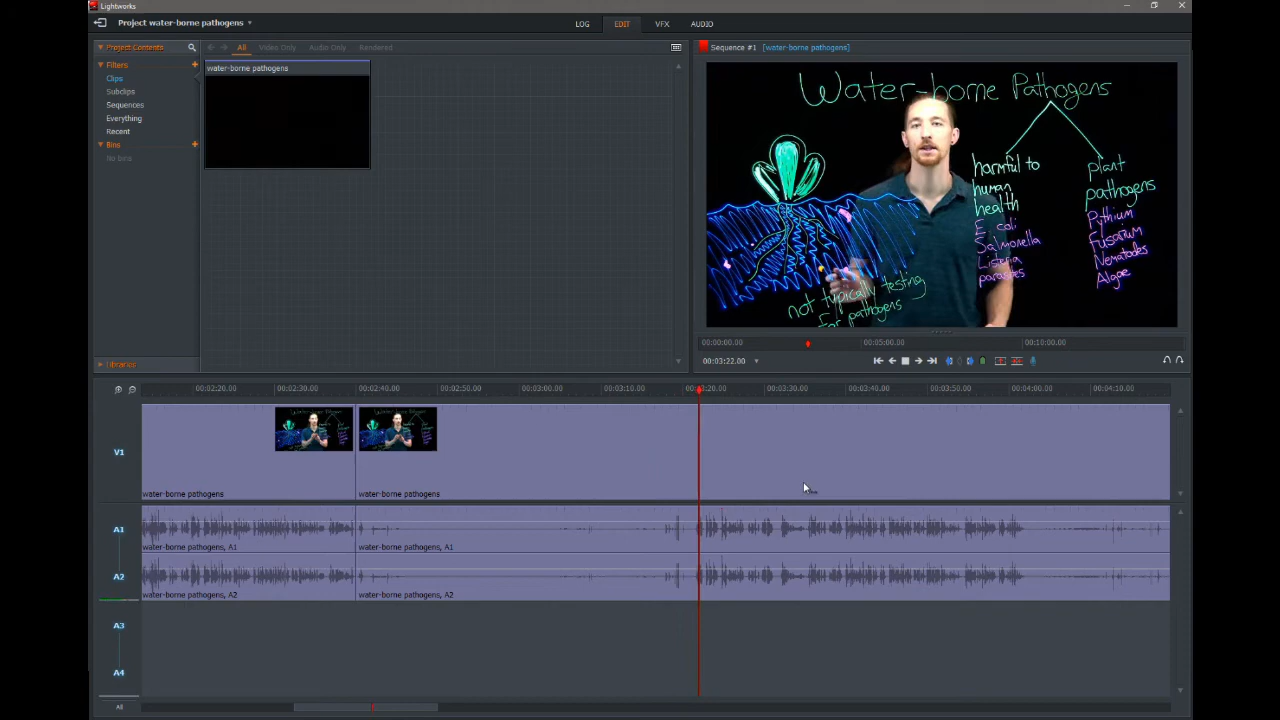 Lightworks
Project water-borne pathogens
LOG
EDIT
VFX
AUDIO
Project Contents
All
Video Only
Audio Only
Rendered
Filters
Clips
Subclips
Sequences
Everything
Recent
Bins
No bins
Libraries
water-borne pathogens
Sequence #1 [water-borne pathogens]
Water-borne Pathogens
harmful to
human
health
E. coli
Salmonella
Listeria
parasites
plant
pathogens
Pythium
Fusarium
Nematodes
Algae
not typically testing
for pathogens
00:00:00.00
00:05:00.00
00:10:00.00
00:03:22.00
00:02:20.00
00:02:30.00
00:02:40.00
00:02:50.00
00:03:00.00
00:03:10.00
00:03:20.00
00:03:30.00
00:03:40.00
00:03:50.00
00:04:00.00
00:04:10.00
V1
water-borne pathogens
water-borne pathogens
A1
water-borne pathogens, A1
water-borne pathogens, A1
A2
water-borne pathogens, A2
water-borne pathogens, A2
A3
A4
All